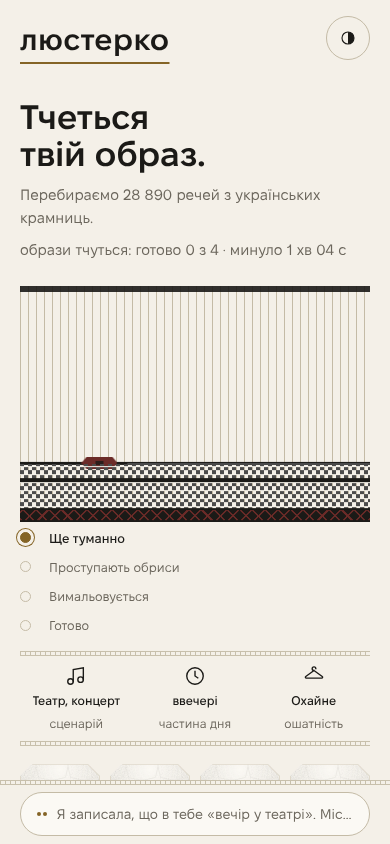 люстерко
Тчеться
твій образ.
Перебираємо 28 890 речей з українських
крамниць.
образи тчуться: готово 0 з 4 · минуло 1 хв 04 с
Ще туманно
Проступають обриси
Вимальовується
Готово
Театр, концерт
ввечері
Охайне
сценарій
частина дня
ошатність
Я записала, що в тебе «вечір у театрі». Міс...